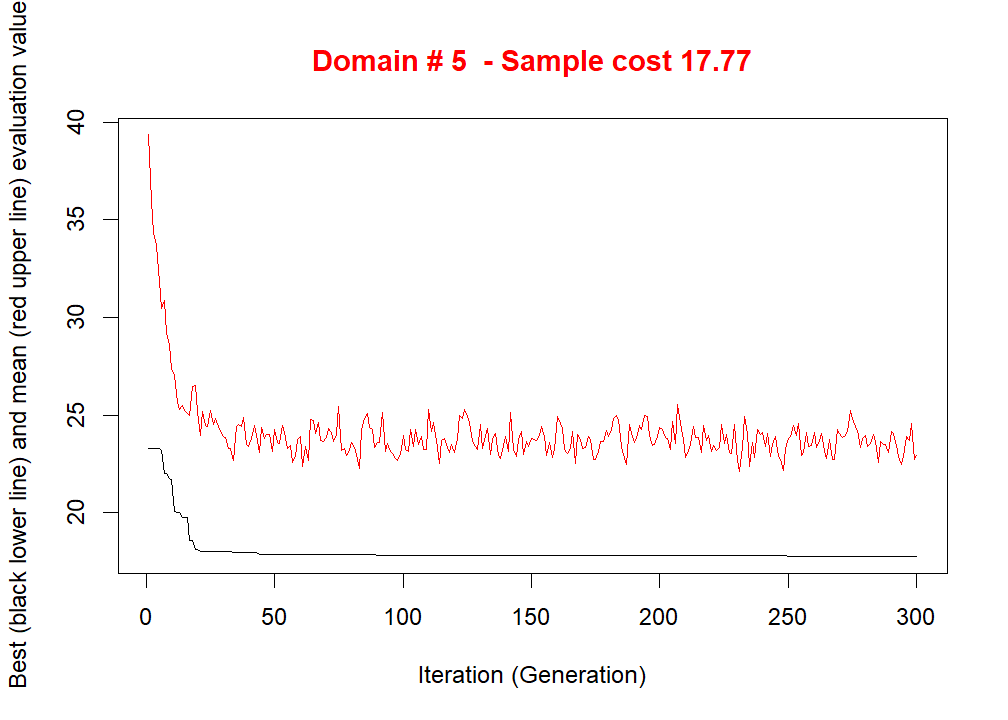 Domain # 5  - Sample cost 17.77
Best (black lower line) and mean (red upper line) evaluation value
40
35
30
25
20
0 50 100 150 200 250 300
Iteration (Generation)